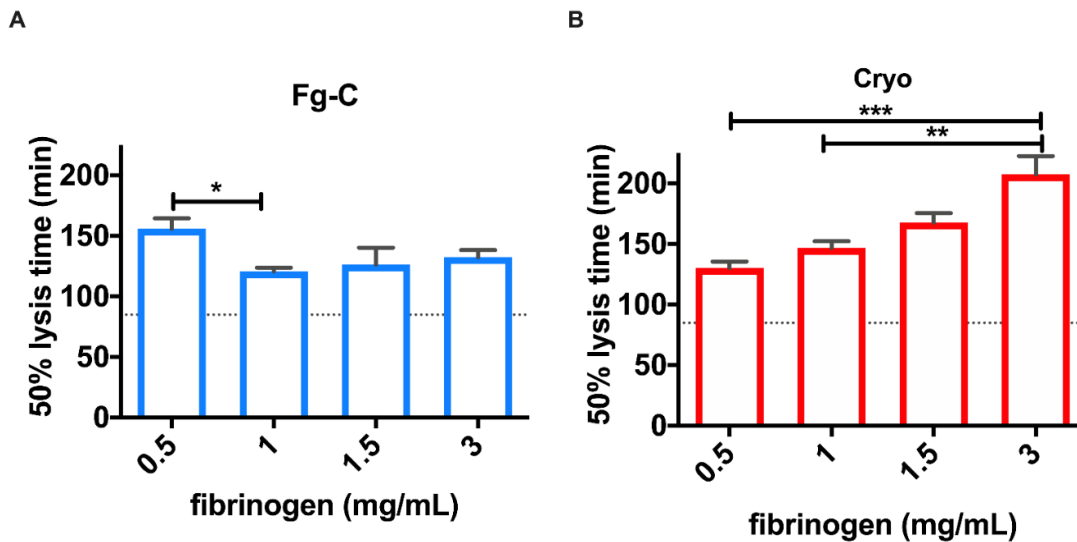 A
Fg-C
*
50% lysis time (min)
200
150
100
50
0
0.5
1
1.5
3
fibrinogen (mg/mL)
B
Cryo
***
**
50% lysis time (min)
200
150
100
50
0
0.5
1
1.5
3
fibrinogen (mg/mL)